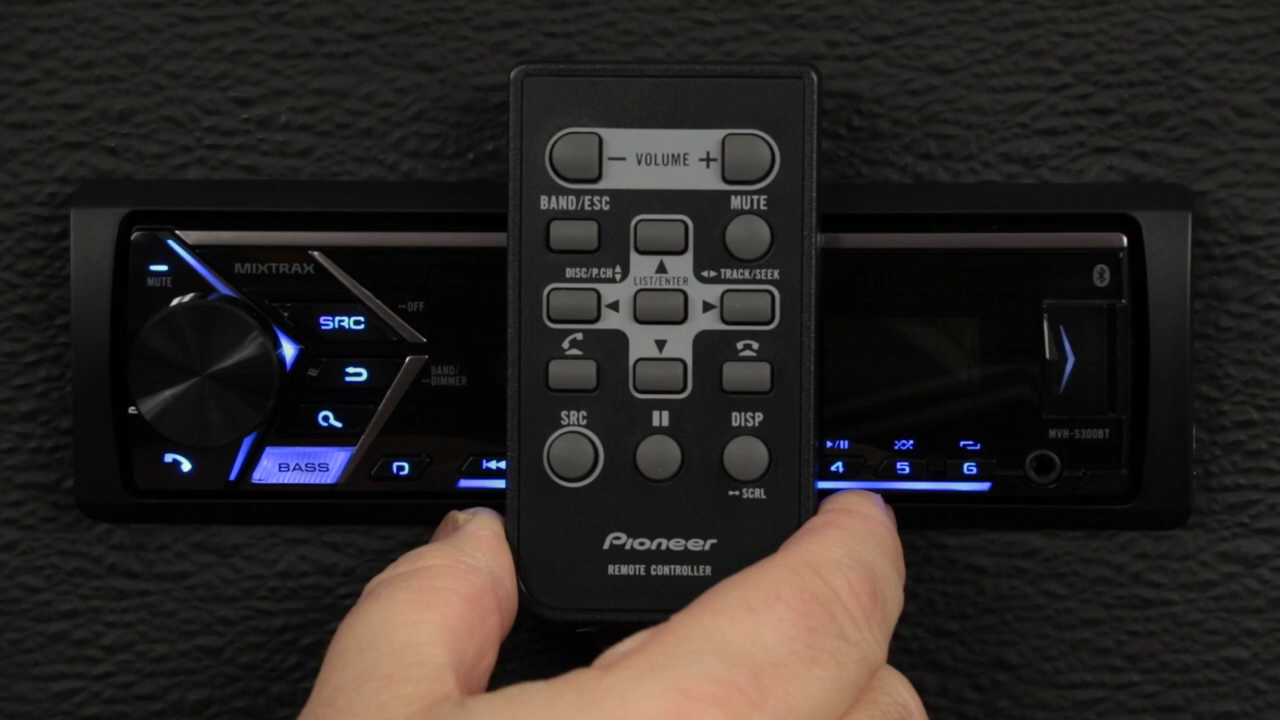 − VOLUME +
BAND/ESC
MUTE
DISC/P.CH
LIST/ENTER
TRACK/SEEK
SRC
DISP
SCRL
Pioneer
REMOTE CONTROLLER
MUTE
MIXTRAX
OFF
SRC
BAND/
DIMMER
BASS
D
4
5
6
MVH-S300BT